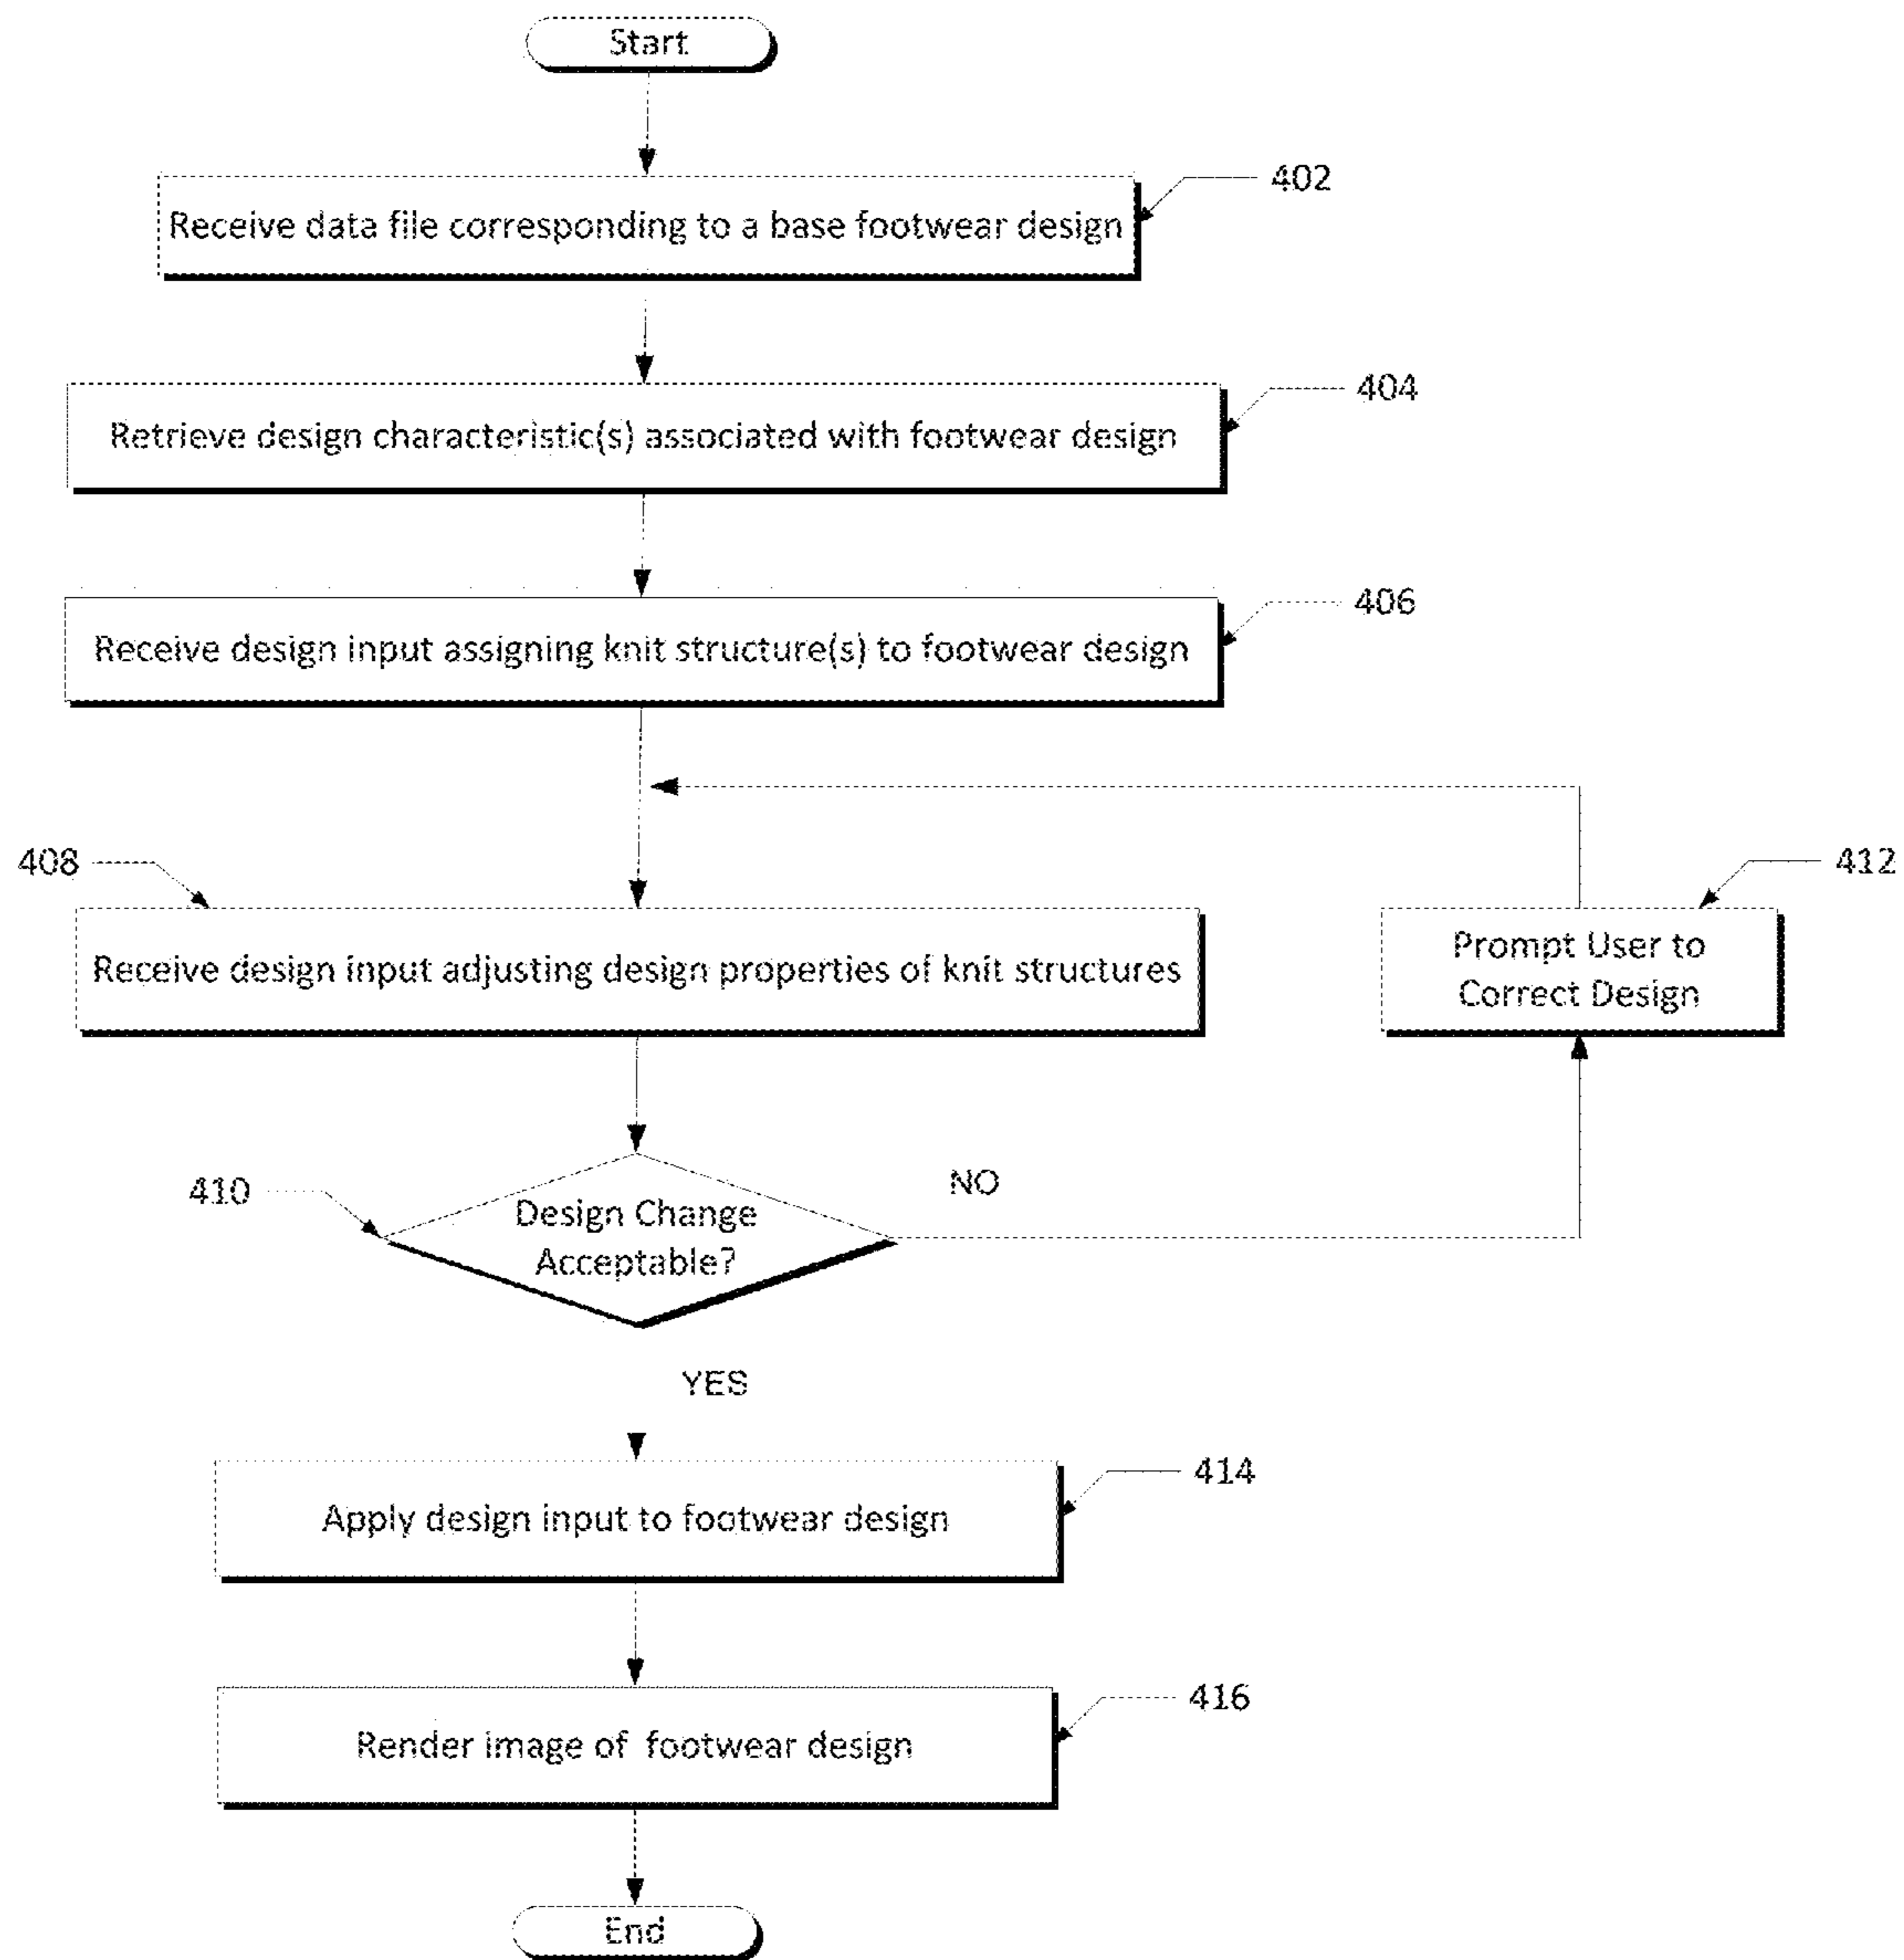 Start
Receive data file corresponding to a base footwear design
402
Retrieve design characteristic(s) associated with footwear design
404
Receive design input assigning knit structure(s) to footwear design
406
408
Receive design input adjusting design properties of knit structures
412
Prompt User to
Correct Design
410
Design Change
Acceptable?
NO
YES
Apply design input to footwear design
414
Render image of footwear design
416
End